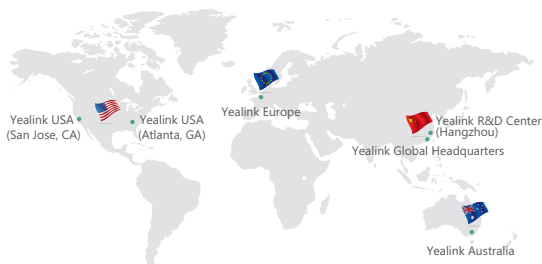 Yealink USA
(San Jose, CA)
Yealink USA
(Atlanta, GA)
Yealink Europe
Yealink R&D Center
(Hangzhou)
Yealink Global Headquarters
Yealink Australia